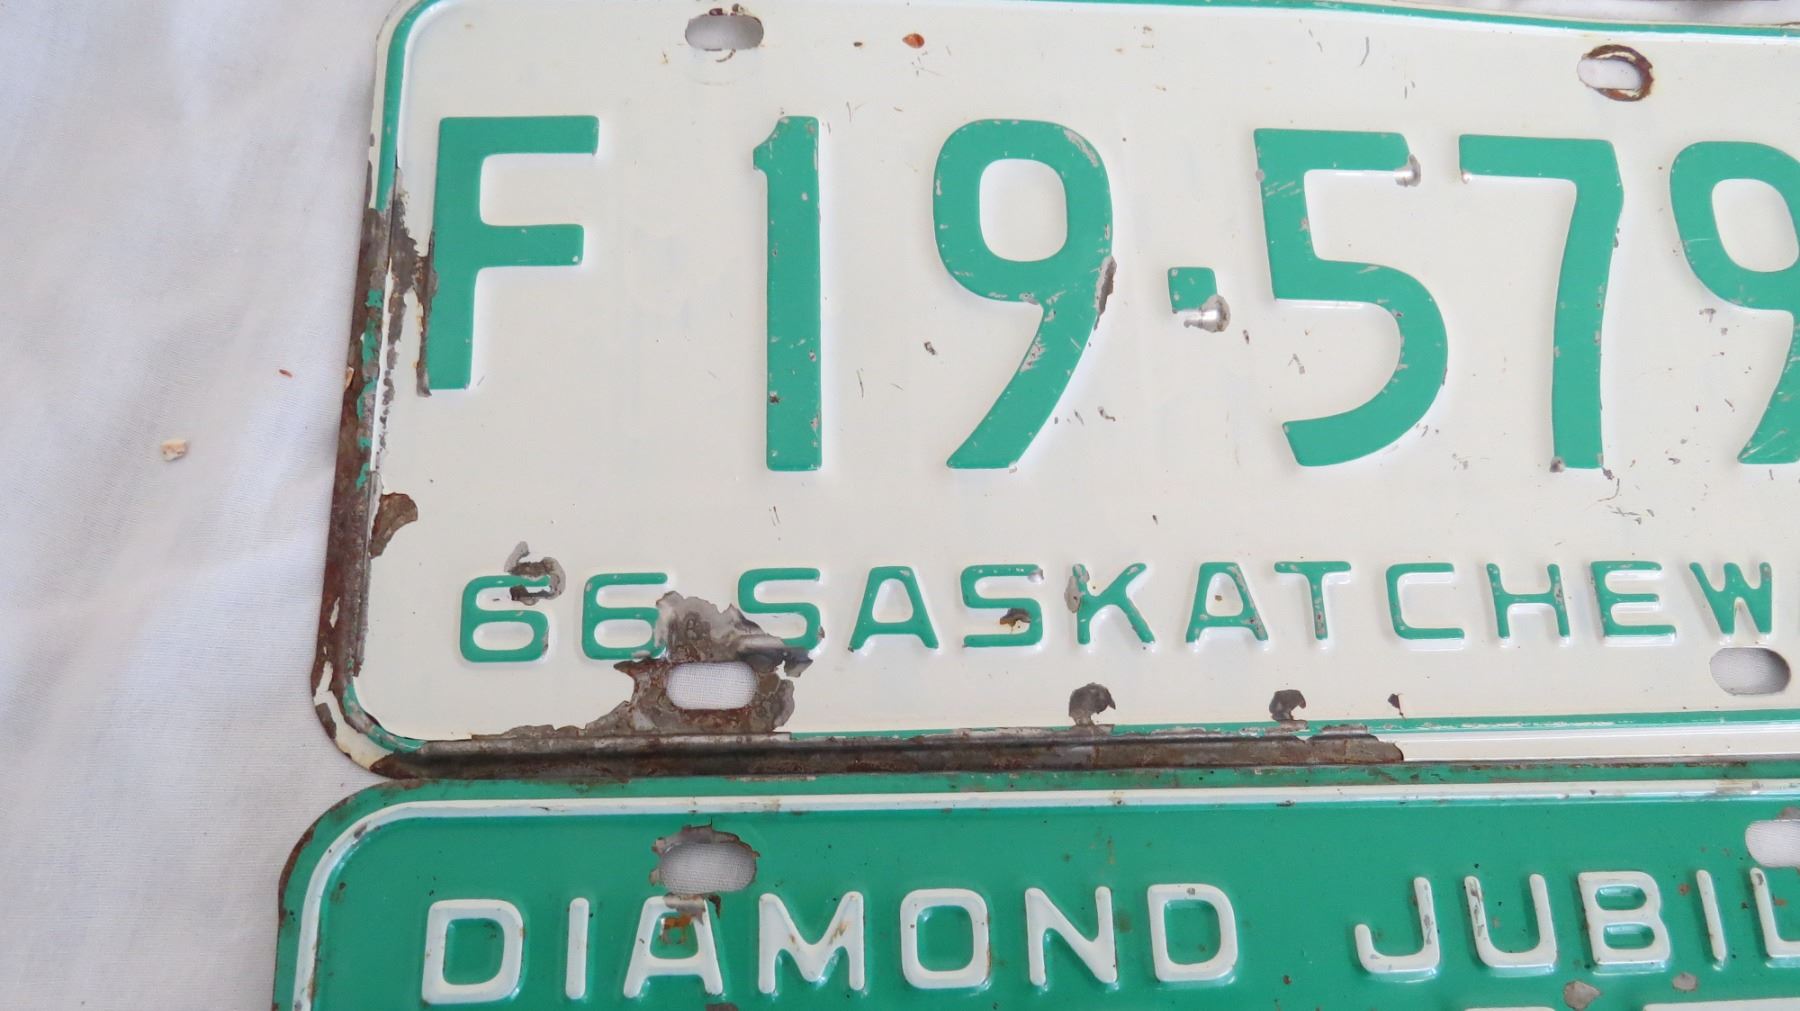 F 19·579
66 SASKATCHEW
DIAMOND JUBIL